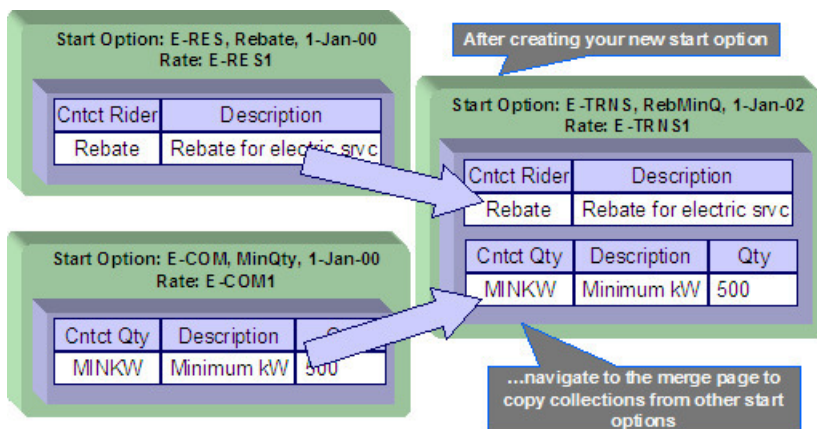 Start Option: E-RES, Rebate, 1-Jan-00
Rate: E-RES1
Cntct Rider Description
Rebate Rebate for electric srvc
After creating your new start option
Start Option: E-TRNS, RebMinQ, 1-Jan-02
Rate: E-TRNS1
Cntct Rider Description
Rebate Rebate for electric srvc
Cntct Qty Description Qty
MINKW Minimum kW 500
Start Option: E-COM, MinQty, 1-Jan-00
Rate: E-COM1
Cntct Qty Description
MINKW Minimum kW 500
...navigate to the merge page to
copy collections from other start
options